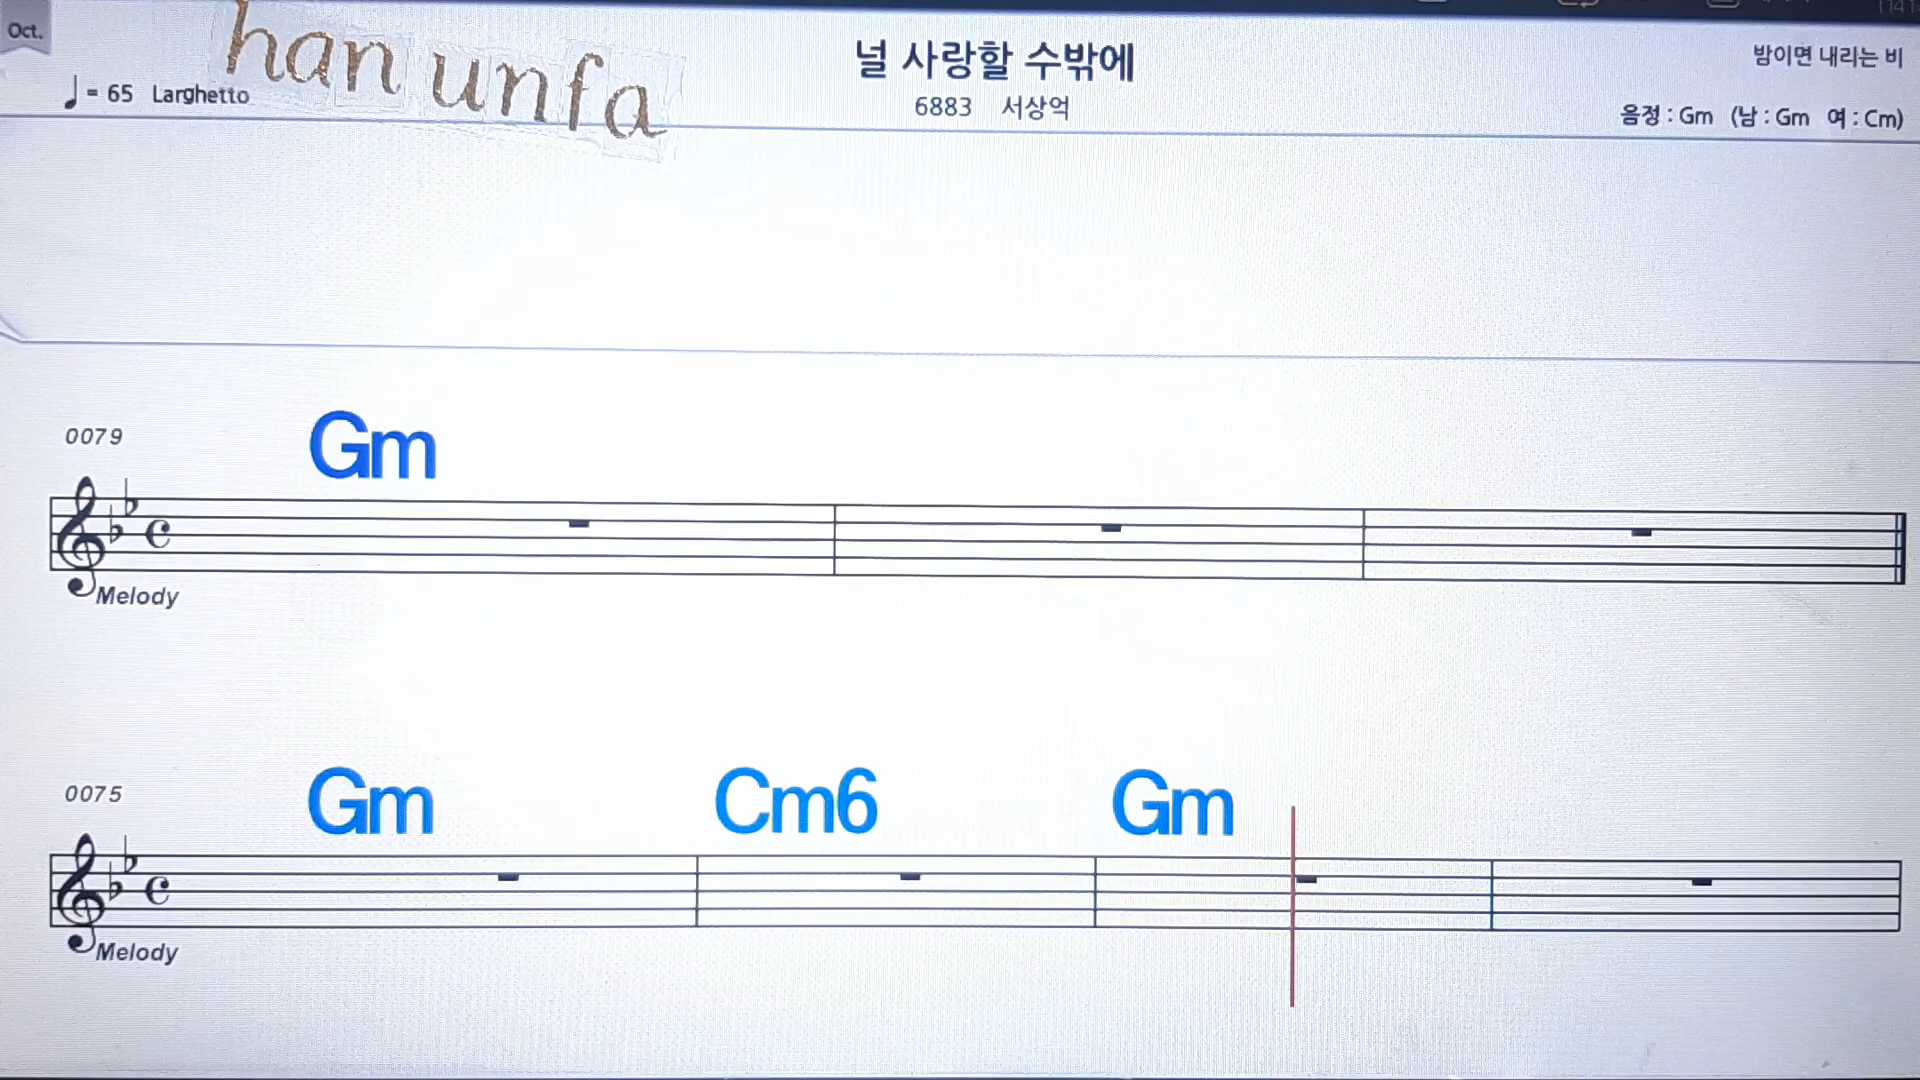 Oct.
han unfa
♩= 65 Larghetto
널 사랑할 수밖에
6883 서상억
밤이면 내리는 비
음정 : Gm (남 : Gm 여 : Cm)
0079
Gm
Melody
0075
Gm Cm6 Gm
Melody